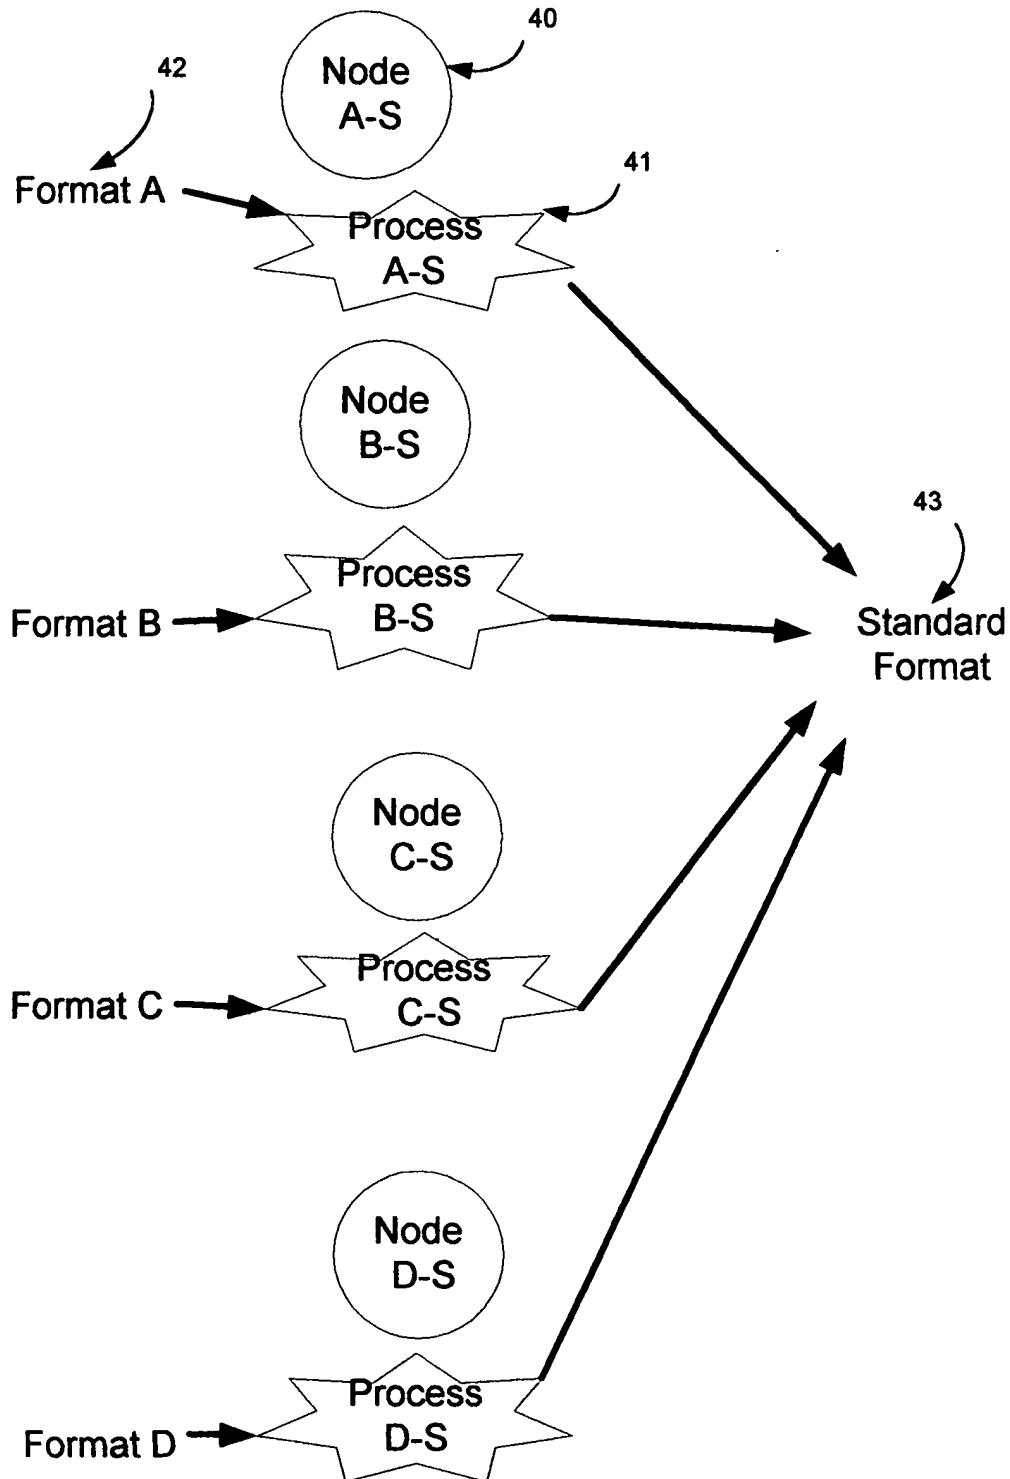 40
Node
A-S
42
Format A
41
Process
A-S
Node
B-S
43
Format B
Process
B-S
Standard
Format
Node
C-S
Format C
Process
C-S
Node
D-S
Format D
Process
D-S